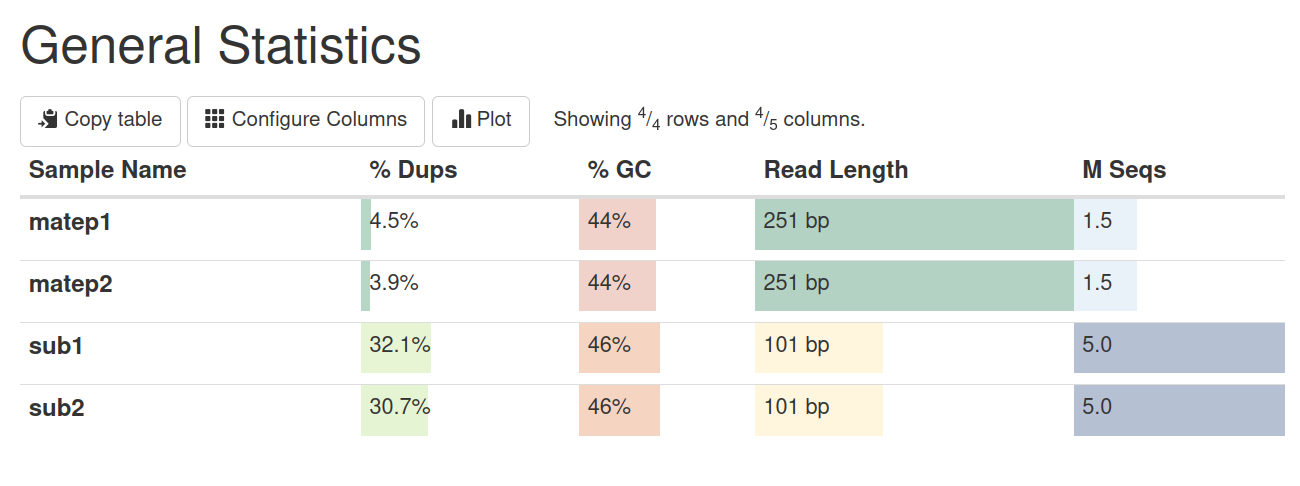 General Statistics
Copy table Configure Columns Plot Showing 4/4 rows and 4/5 columns.
Sample Name % Dups % GC Read Length M Seqs
matep1 4.5% 44% 251 bp 1.5
matep2 3.9% 44% 251 bp 1.5
sub1 32.1% 46% 101 bp 5.0
sub2 30.7% 46% 101 bp 5.0